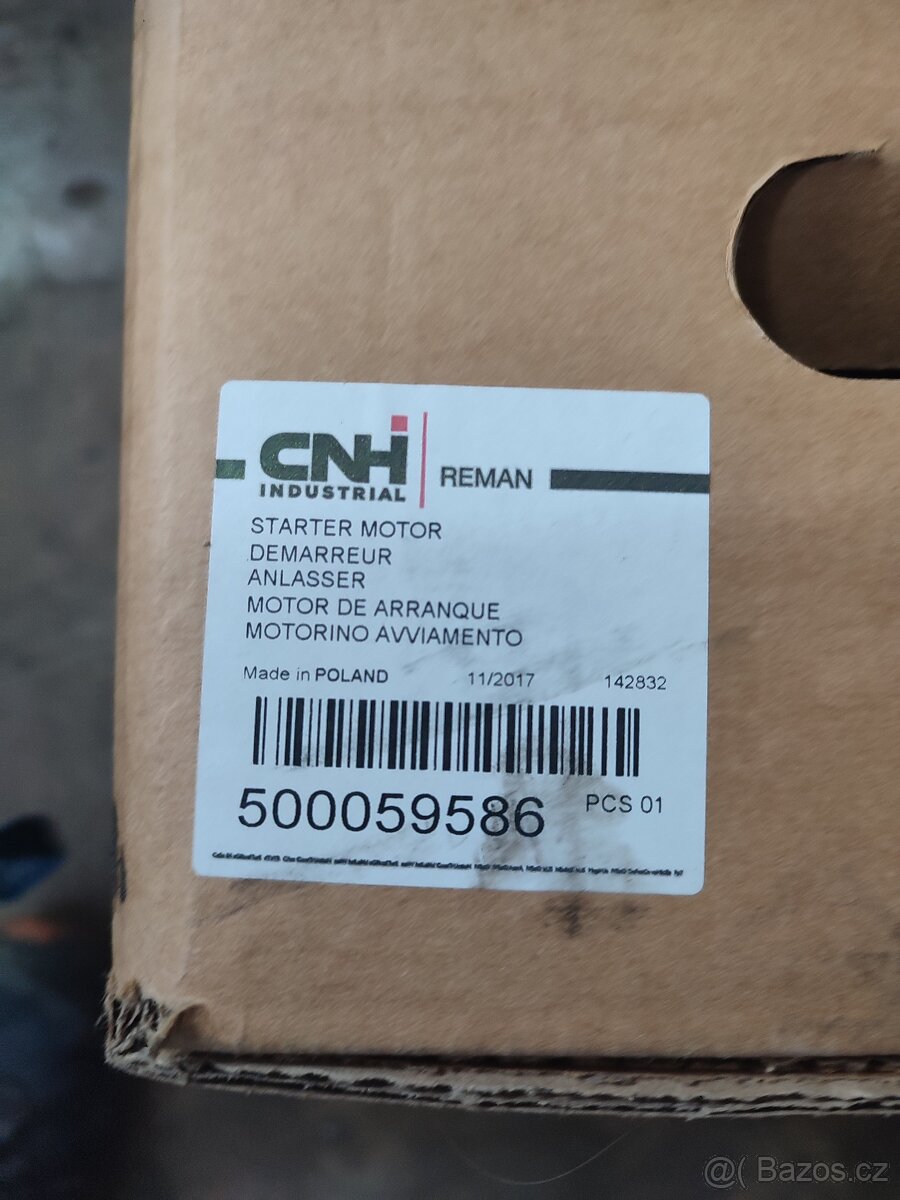 CNH
INDUSTRIAL
REMAN
STARTER MOTOR
DEMARREUR
ANLASSER
MOTOR DE ARRANQUE
MOTORINO AVVIAMENTO
Made in POLAND 11/2017 142832
500059586 PCS 01
@( Bazos.cz